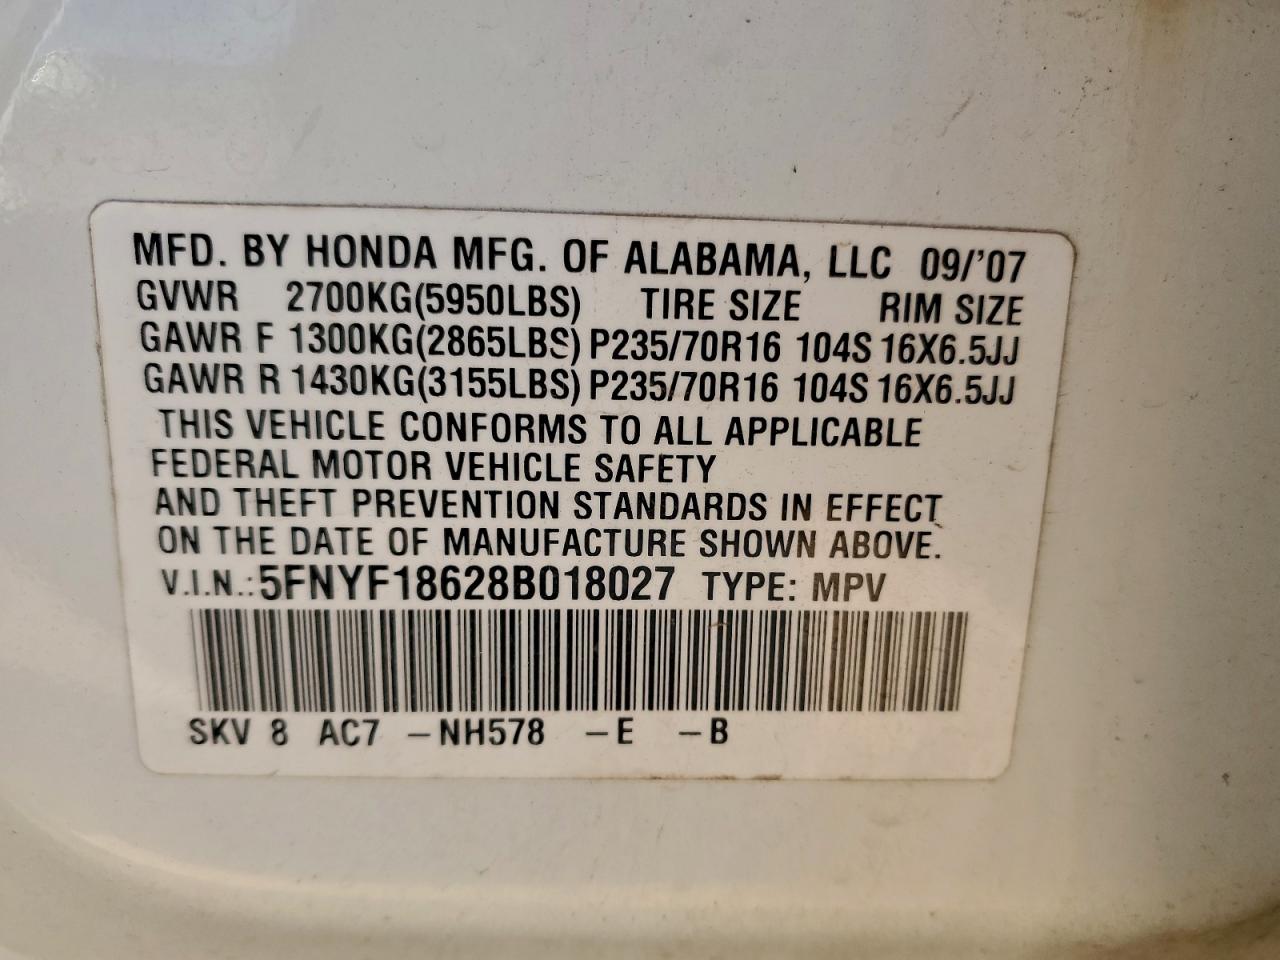 MFD. BY HONDA MFG. OF ALABAMA, LLC 09/'07
GVWR 2700KG(5950LBS) TIRE SIZE RIM SIZE
GAWR F 1300KG(2865LBS) P235/70R16 104S 16X6.5JJ
GAWR R 1430KG(3155LBS) P235/70R16 104S 16X6.5JJ
THIS VEHICLE CONFORMS TO ALL APPLICABLE
FEDERAL MOTOR VEHICLE SAFETY
AND THEFT PREVENTION STANDARDS IN EFFECT
ON THE DATE OF MANUFACTURE SHOWN ABOVE.
V.I.N.: 5FNYF18628B018027 TYPE: MPV
SKV 8 AC7 -NH578 -E -B